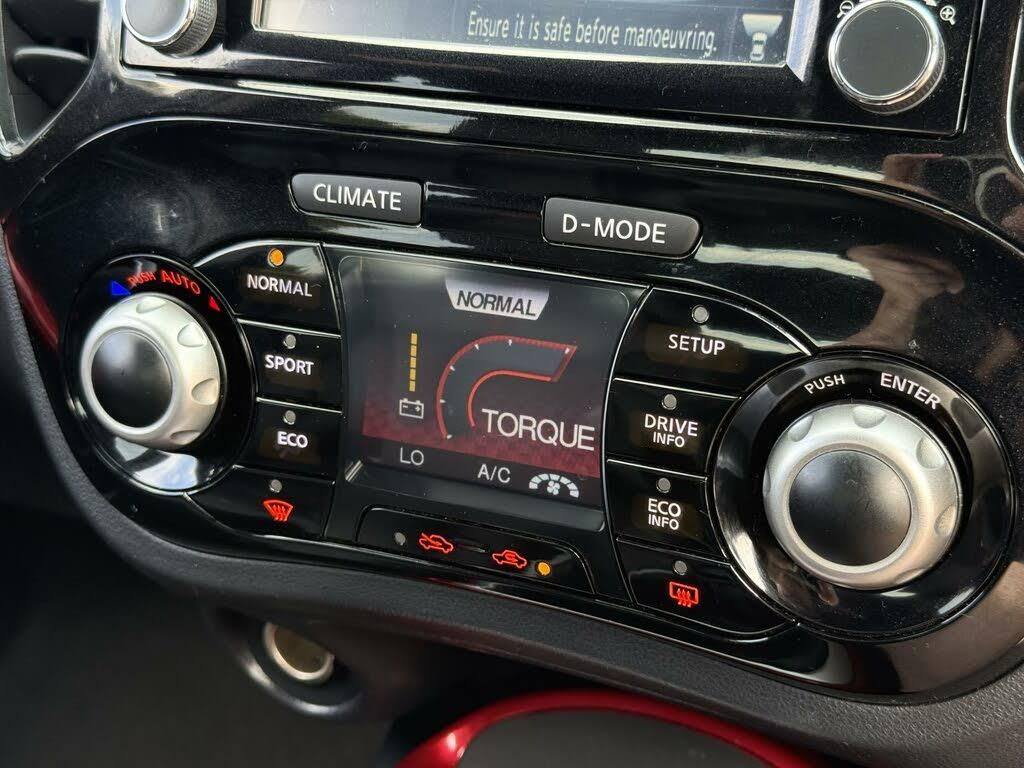 Ensure it is safe before manoeuvring.
CLIMATE
D-MODE
PUSH AUTO
NORMAL
SPORT
ECO
NORMAL
TORQUE
LO
A/C
SETUP
DRIVE
INFO
ECO
INFO
PUSH ENTER